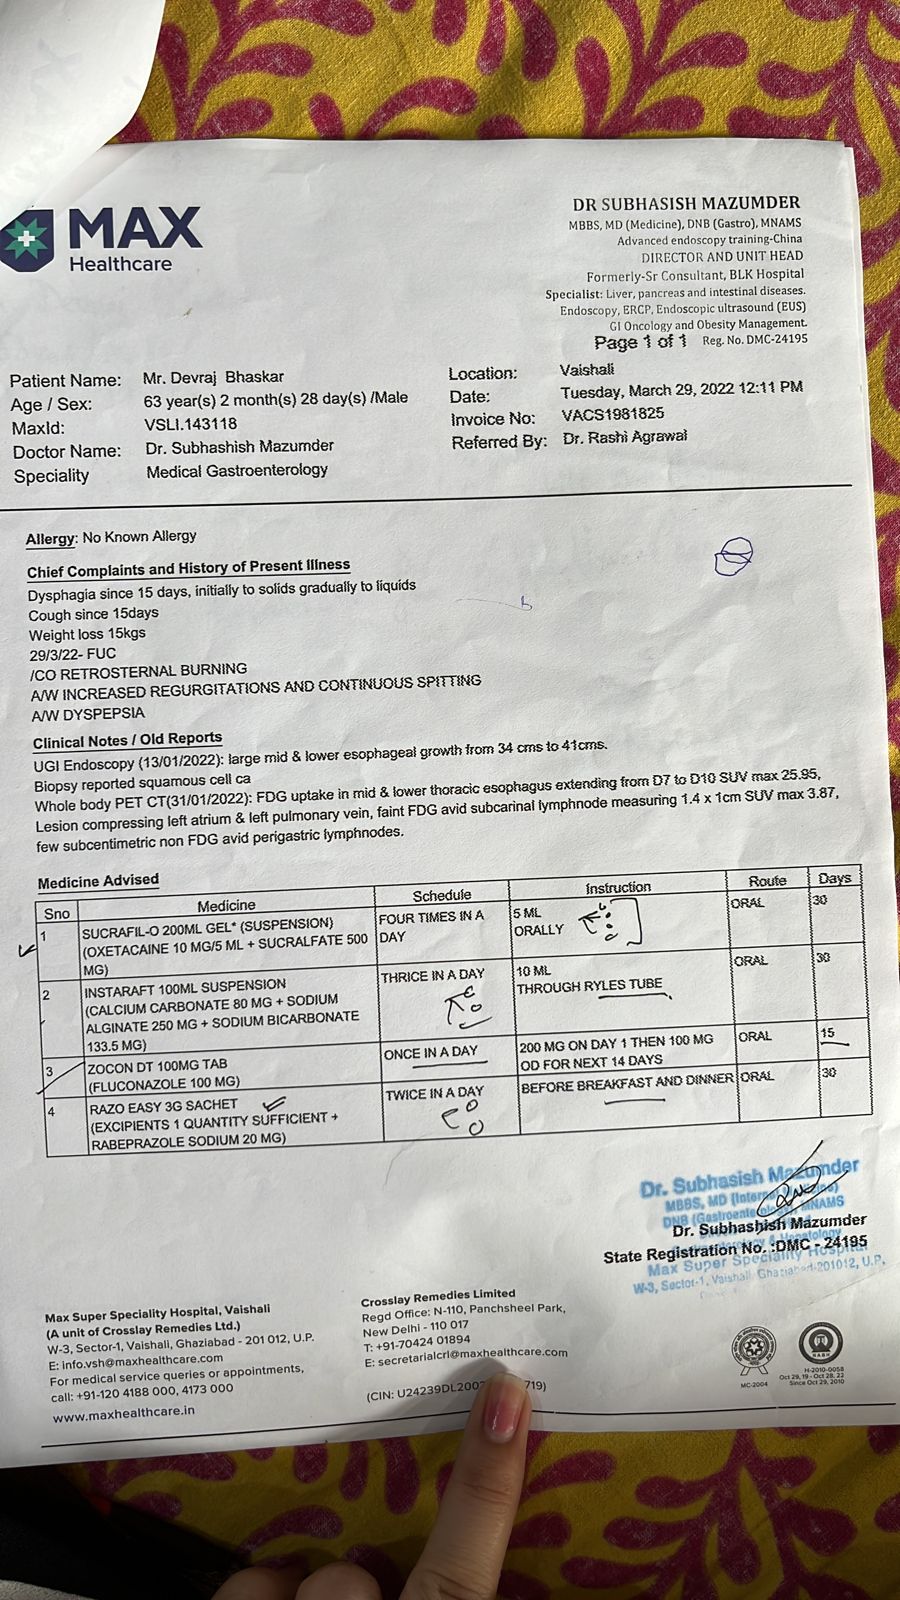 MAX
Healthcare
DR SUBHASISH MAZUMDER
MBBS, MD (Medicine), DNB (Gastro), MNAMS
Advanced endoscopy training-China
DIRECTOR AND UNIT HEAD
Formerly-Sr Consultant, BLK Hospital
Specialist: Liver, pancreas and intestinal diseases.
Endoscopy, ERCP, Endoscopic ultrasound (EUS)
GI Oncology and Obesity Management.
Page 1 of 1 Reg. No. DMC-24195
Patient Name: Mr. Devraj Bhaskar
Age / Sex: 63 year(s) 2 month(s) 28 day(s) /Male
MaxId: VSLI.143118
Doctor Name: Dr. Subhashish Mazumder
Speciality Medical Gastroenterology
Location: Vaishali
Date: Tuesday, March 29, 2022 12:11 PM
Invoice No: VACS1981825
Referred By: Dr. Rashi Agrawal
Allergy: No Known Allergy
Chief Complaints and History of Present Illness
Dysphagia since 15 days, initially to solids gradually to liquids
Cough since 15days
Weight loss 15kgs
29/3/22- FUC
/CO RETROSTERNAL BURNING
A/W INCREASED REGURGITATIONS AND CONTINUOUS SPITTING
A/W DYSPEPSIA
Clinical Notes / Old Reports
UGI Endoscopy (13/01/2022): large mid & lower esophageal growth from 34 cms to 41cms.
Biopsy reported squamous cell ca
Whole body PET CT(31/01/2022): FDG uptake in mid & lower thoracic esophagus extending from D7 to D10 SUV max 25.95,
Lesion compressing left atrium & left pulmonary vein, faint FDG avid subcarinal lymphnode measuring 1.4 x 1cm SUV max 3.87,
few subcentimetric non FDG avid perigastric lymphnodes.
Medicine Advised
Sno Medicine Schedule Instruction Route Days
1 SUCRAFIL-O 200ML GEL* (SUSPENSION) FOUR TIMES IN A 5 ML ORAL 30
(OXETACAINE 10 MG/5 ML + SUCRALFATE 500 DAY ORALLY
MG)
2 INSTARAFT 100ML SUSPENSION THRICE IN A DAY 10 ML ORAL 30
(CALCIUM CARBONATE 80 MG + SODIUM THROUGH RYLES TUBE
ALGINATE 250 MG + SODIUM BICARBONATE
133.5 MG)
3 ZOCON DT 100MG TAB ONCE IN A DAY 200 MG ON DAY 1 THEN 100 MG ORAL 15
(FLUCONAZOLE 100 MG) OD FOR NEXT 14 DAYS
4 RAZO EASY 3G SACHET TWICE IN A DAY BEFORE BREAKFAST AND DINNER ORAL 30
(EXCIPIENTS 1 QUANTITY SUFFICIENT +
RABEPRAZOLE SODIUM 20 MG)
Dr. Subhasish Mazumder
MBBS, MD
DNB MNAMS
Dr. Subhashish Mazumder
State Registration No. :DMC - 24195
Max Super Speciality Hospital
W-3, Sector-1, Vaishali Ghaziabad-201012, U.P.
Max Super Speciality Hospital, Vaishali
(A unit of Crosslay Remedies Ltd.)
W-3, Sector-1, Vaishali, Ghaziabad - 201 012, U.P.
E: info.vsh@maxhealthcare.com
For medical service queries or appointments,
call: +91-120 4188 000, 4173 000
www.maxhealthcare.in
Crosslay Remedies Limited
Regd Office: N-110, Panchsheel Park,
New Delhi - 110 017
T: +91-70424 01894
E: secretarialcrl@maxhealthcare.com
(CIN: 719)
MC-2004
H-2010-0058
Oct 29, 19 - Oct 28, 22
Since Oct 29, 2010